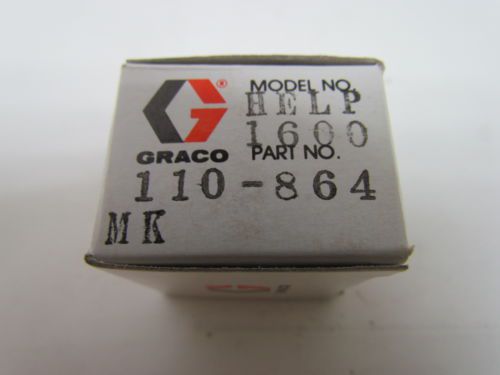 MODEL NO.
HELP
1600
GRACO PART NO.
110-864
MK